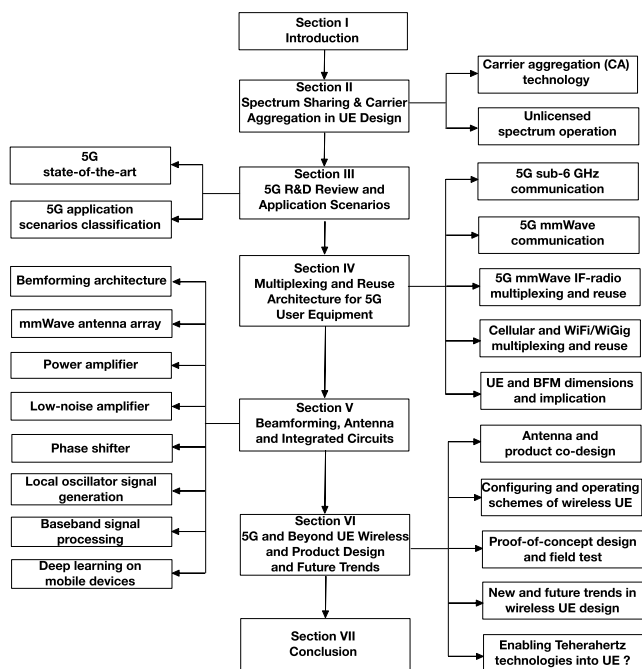 Section I
Introduction
Section II
Spectrum Sharing & Carrier
Aggregation in UE Design
Carrier aggregation (CA)
technology
Unlicensed
spectrum operation
Section III
5G R&D Review and
Application Scenarios
5G
state-of-the-art
5G application
scenarios classification
Section IV
Multiplexing and Reuse
Architecture for 5G
User Equipment
5G sub-6 GHz
communication
5G mmWave
communication
5G mmWave IF-radio
multiplexing and reuse
Cellular and WiFi/WiGig
multiplexing and reuse
UE and BFM dimensions
and implication
Section V
Beamforming, Antenna
and Integrated Circuits
Bemforming architecture
mmWave antenna array
Power amplifier
Low-noise amplifier
Phase shifter
Local oscillator signal
generation
Baseband signal
processing
Deep learning on
mobile devices
Section VI
5G and Beyond UE Wireless
and Product Design
and Future Trends
Antenna and
product co-design
Configuring and operating
schemes of wireless UE
Proof-of-concept design
and field test
New and future trends in
wireless UE design
Enabling Teherahertz
technologies into UE ?
Section VII
Conclusion